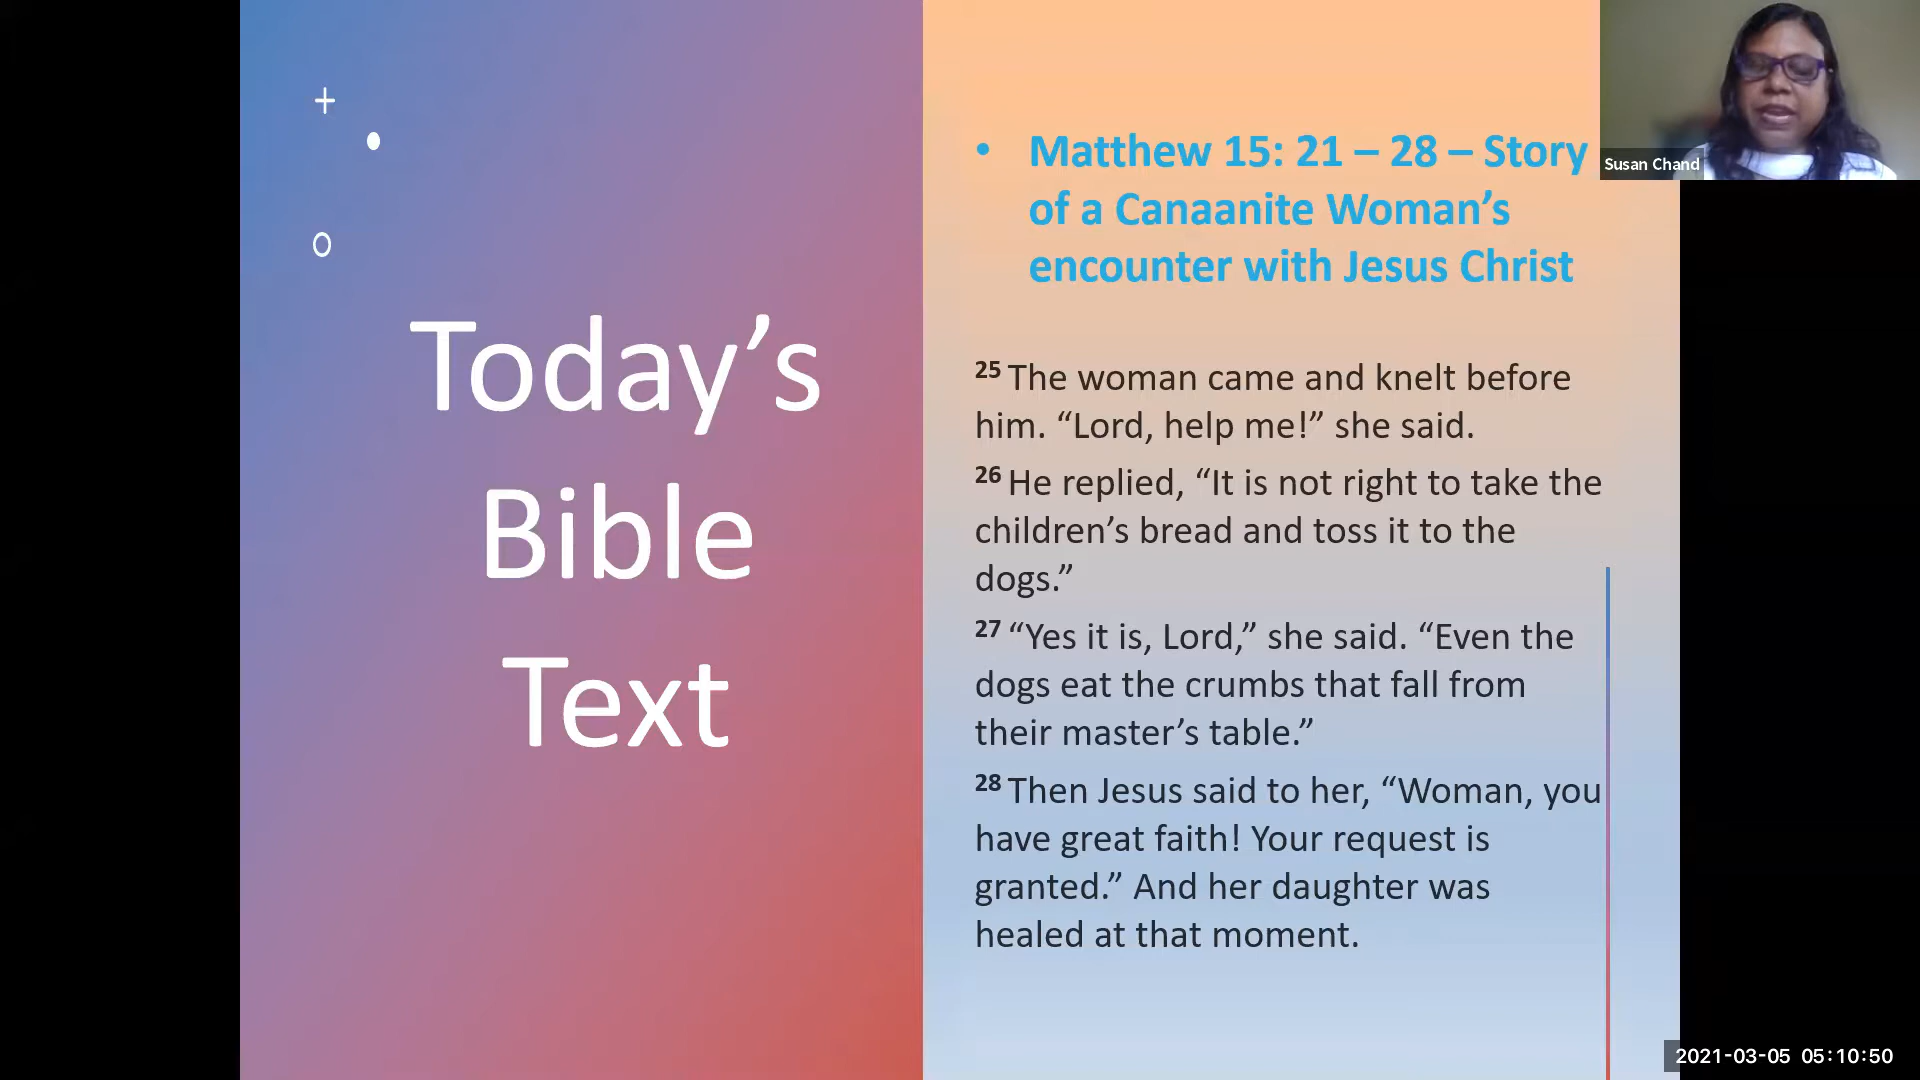 Today’s
Bible
Text
• Matthew 15: 21 – 28 – Story
of a Canaanite Woman’s
encounter with Jesus Christ
25 The woman came and knelt before
him. “Lord, help me!” she said.
26 He replied, “It is not right to take the
children’s bread and toss it to the
dogs.”
27 “Yes it is, Lord,” she said. “Even the
dogs eat the crumbs that fall from
their master’s table.”
28 Then Jesus said to her, “Woman, you
have great faith! Your request is
granted.” And her daughter was
healed at that moment.
Susan Chand
2021-03-05 05:10:50